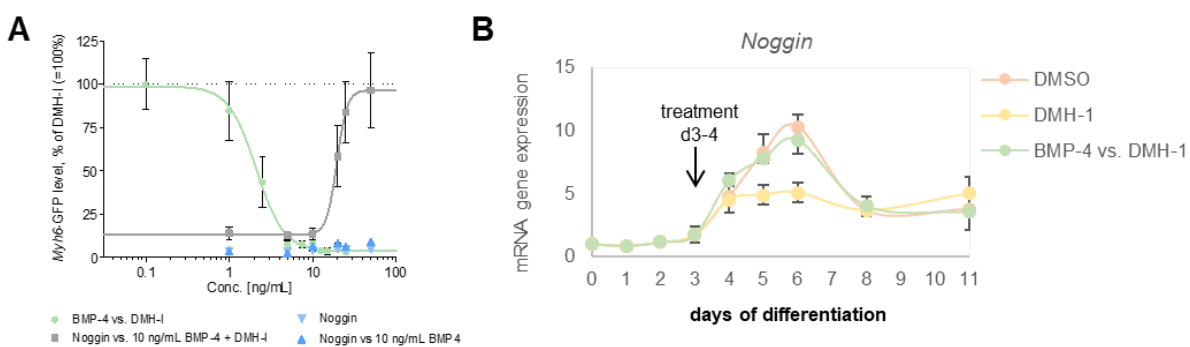 A
Myh6-GFP level, % of DMH-I (=100%)
125
100
75
50
25
0
0.1
1
10
100
Conc. [ng/mL]
BMP-4 vs. DMH-I
Noggin
Noggin vs. 10 ng/mL BMP-4 + DMH-I
Noggin vs 10 ng/mL BMP4
B
Noggin
mRNA gene expression
15
10
5
0
treatment
d3-4
0 1 2 3 4 5 6 7 8 9 10 11
days of differentiation
DMSO
DMH-1
BMP-4 vs. DMH-1